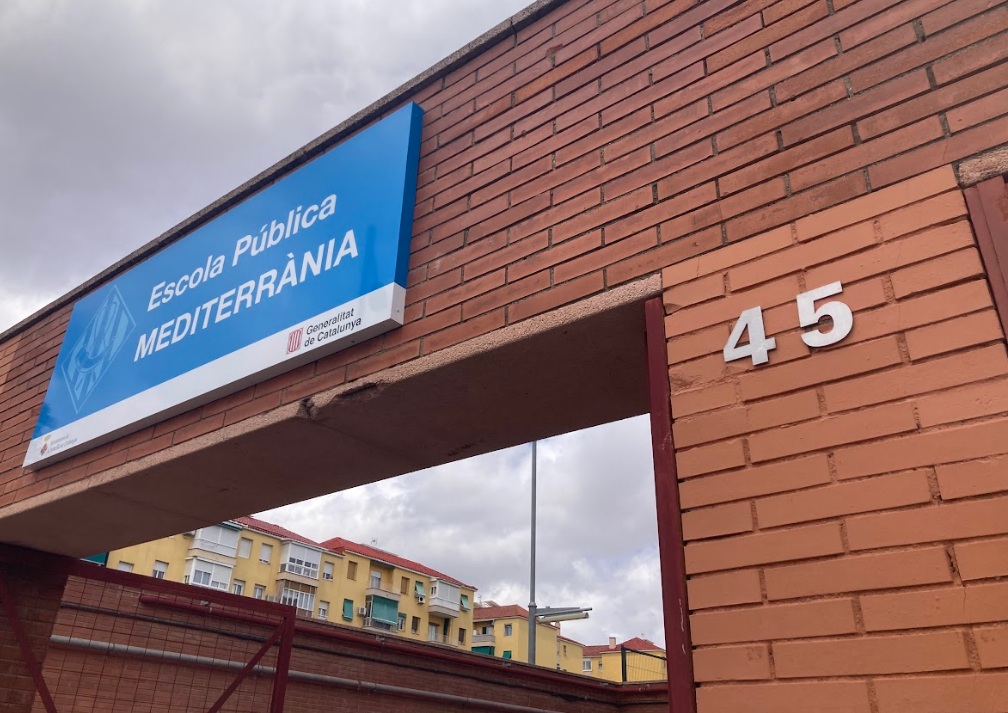 Escola Pública
MEDITERRÀNIA
Generalitat
de Catalunya
45